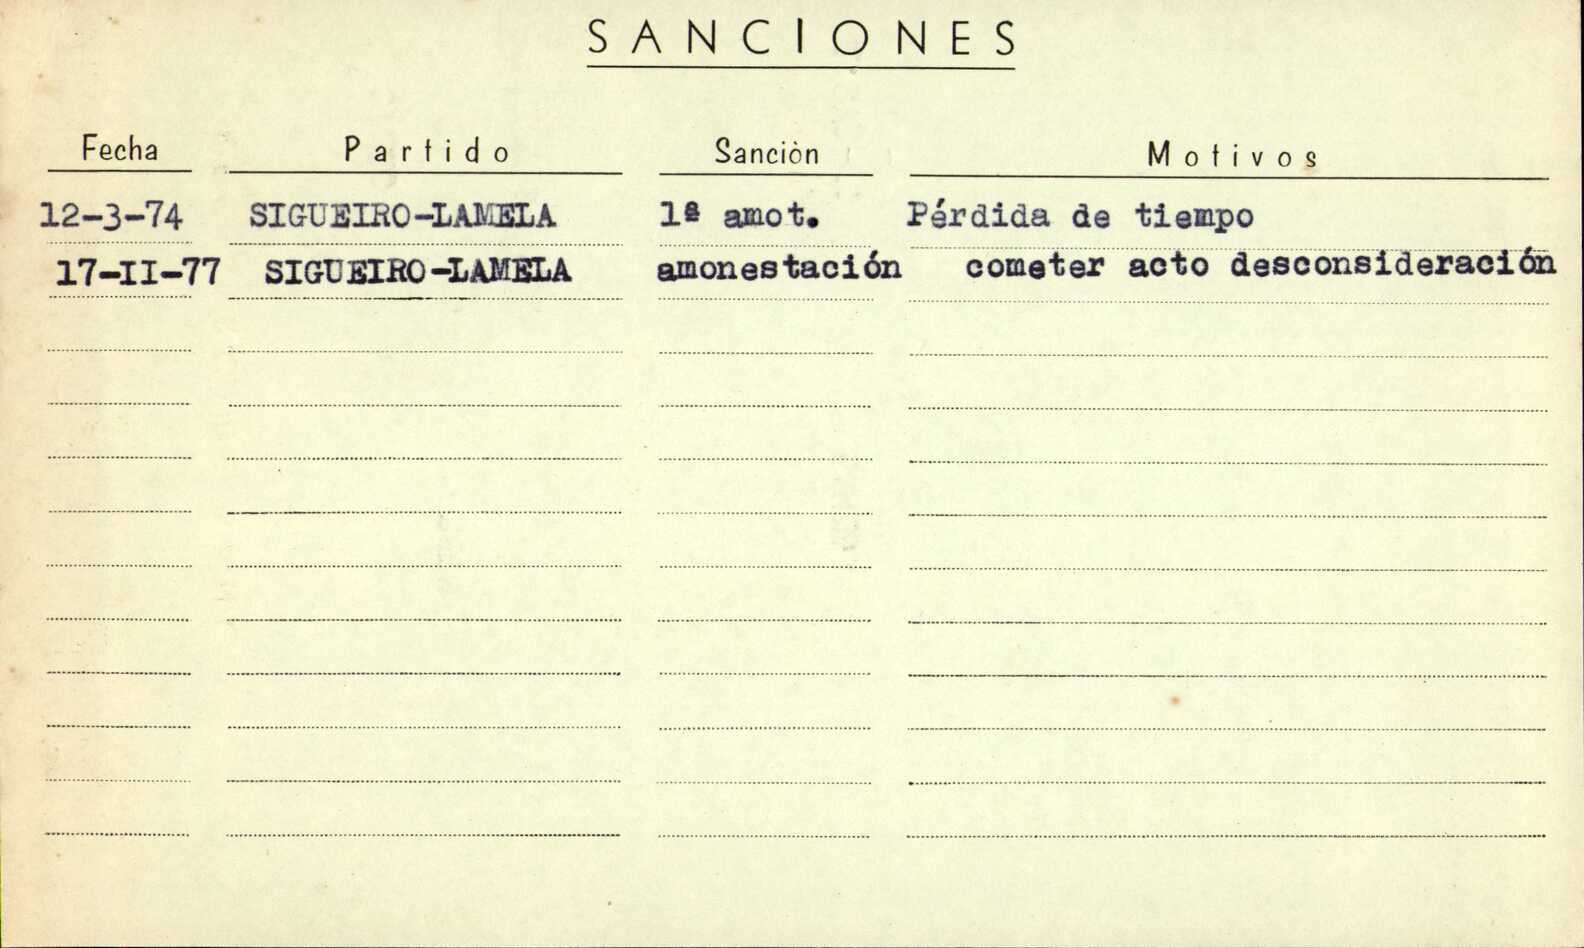 SANCIONES
Fecha Partido Sanción Motivos
12-3-74 SIGUEIRO-LAMELA 1ª amot. Pérdida de tiempo
17-II-77 SIGUEIRO-LAMELA amonestación cometer acto desconsideración